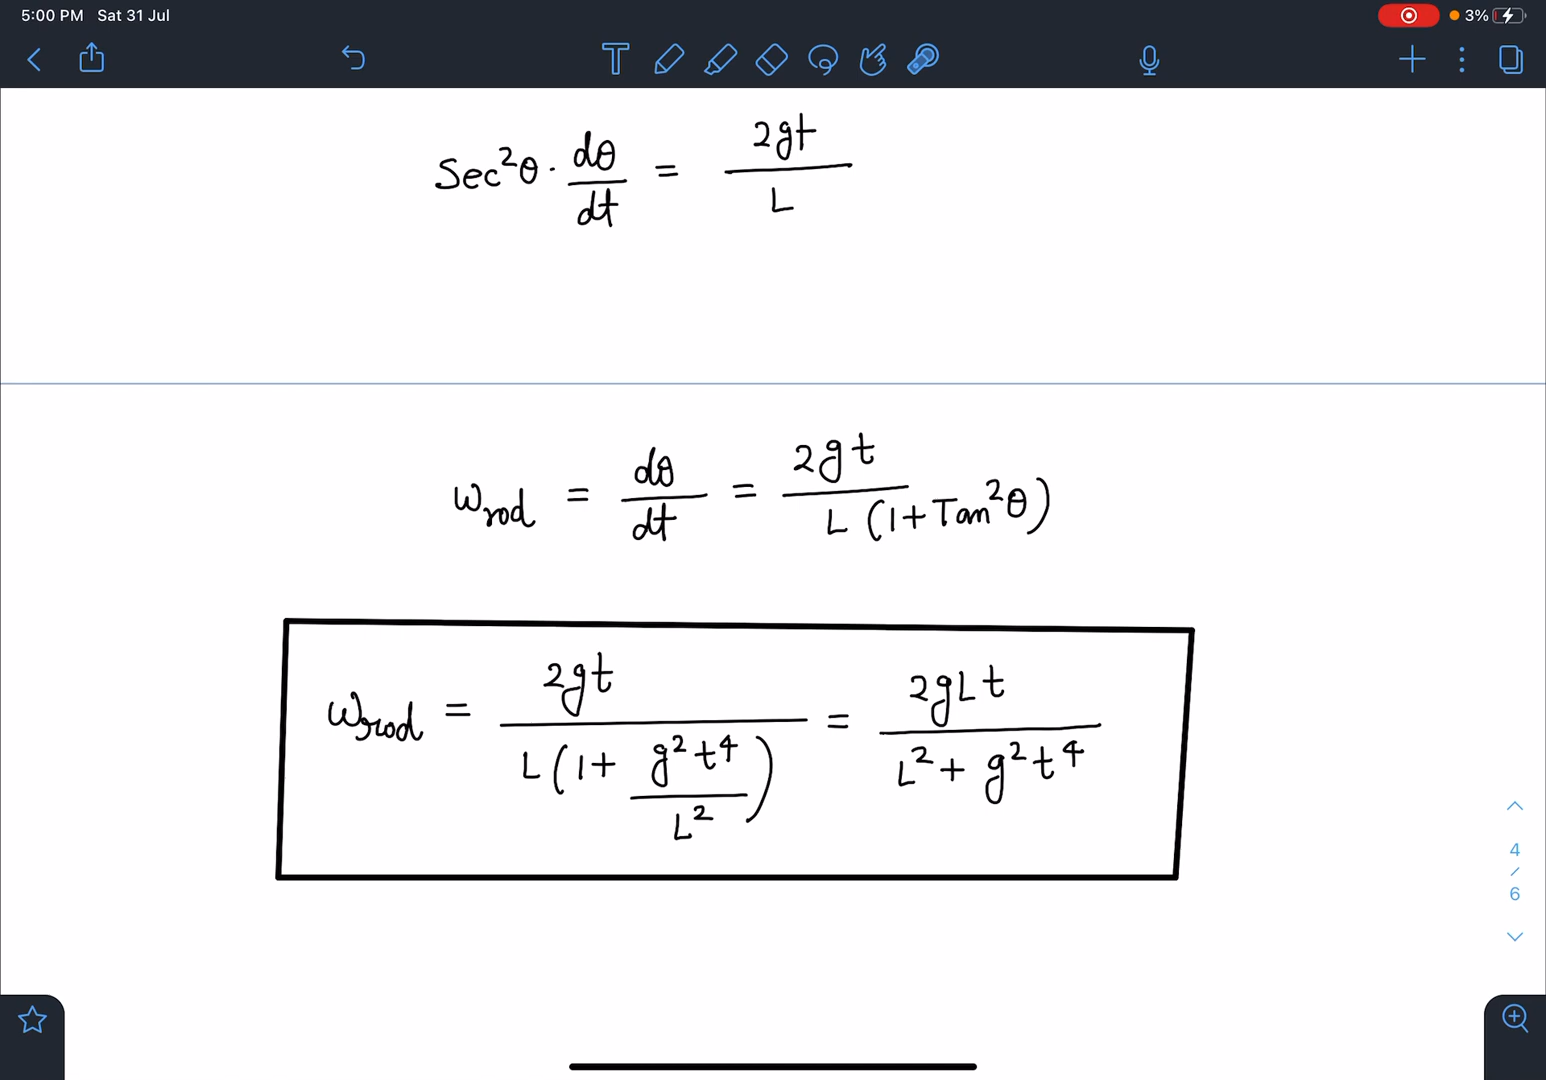 5:00 PM Sat 31 Jul 3%
T
Sec²θ · dθ/dt = 2gt/L
ω_rod = dθ/dt = 2gt/L(1+Tan²θ)
ω_rod = 2gt/L(1+ g²t⁴/L²) = 2gLt/L²+ g²t⁴
4
/
6